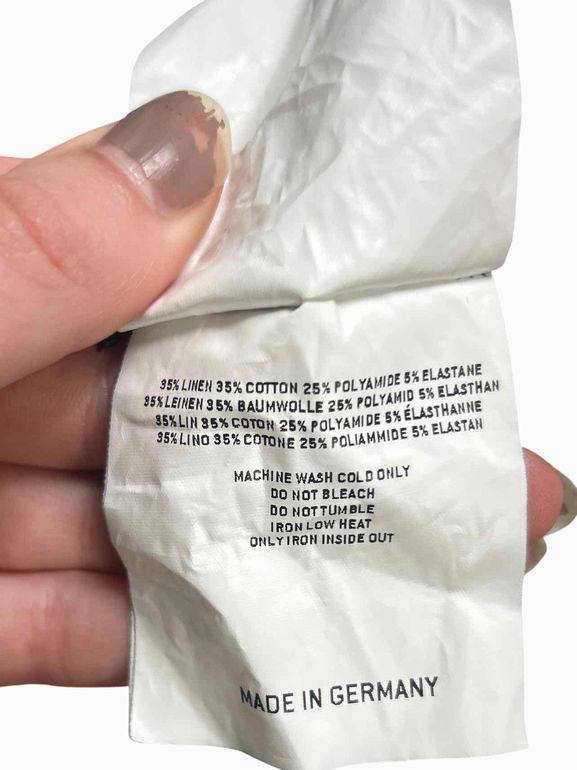 35% LINEN 35% COTTON 25% POLYAMIDE 5% ELASTANE
35% LEINEN 35% BAUMWOLLE 25% POLYAMID 5% ELASTHAN
35% LIN 35% COTON 25% POLYAMIDE 5% ÉLASTHANNE
35% LINO 35% COTONE 25% POLIAMMIDE 5% ELASTAN
MACHINE WASH COLD ONLY
DO NOT BLEACH
DO NOT TUMBLE
IRON LOW HEAT
ONLY IRON INSIDE OUT
MADE IN GERMANY